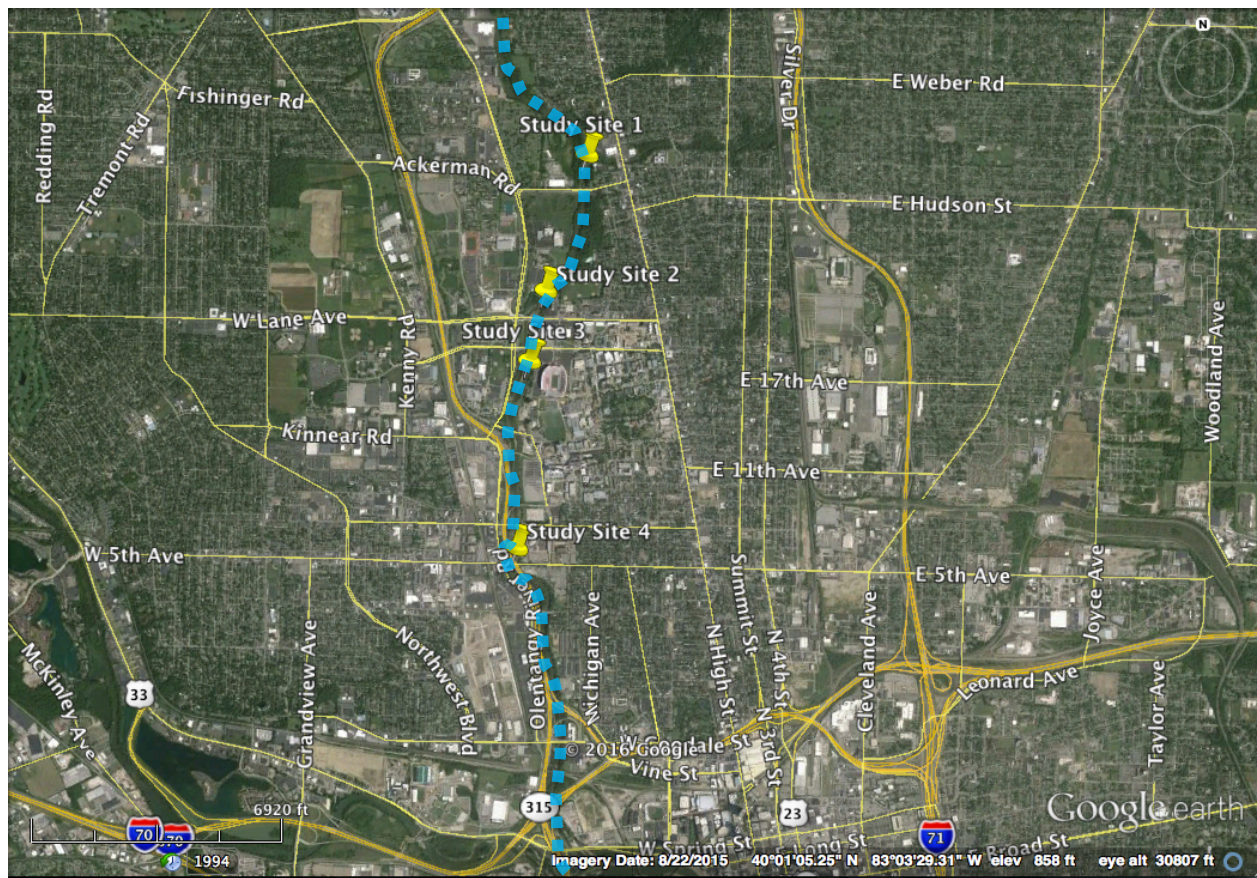 N
E Weber Rd
Silver Dr
Redding Rd
Fishinger Rd
Tremont Rd
Study Site 1
Ackerman Rd
E Hudson St
Study Site 2
W Lane Ave
Study Site 3
Kenny Rd
Woodland Ave
E 17th Ave
Kinnear Rd
E 11th Ave
Study Site 4
W 5th Ave
E 5th Ave
Olentangy River Rd
Michigan Ave
Summit St
Joyce Ave
Grandview Ave
Northwest Blvd
N High St
N 4th St
Cleveland Ave
McKinley Ave
33
Leonard Ave
Taylor Ave
W Goodale St
© 2016 Google
Vine St
N 3rd St
6920 ft
315
23
Google earth
70
670
71
W Spring St
E Long St
E Broad St
1994
Imagery Date: 8/22/2015 40°01'05.25" N 83°03'29.31" W elev 858 ft eye alt 30807 ft